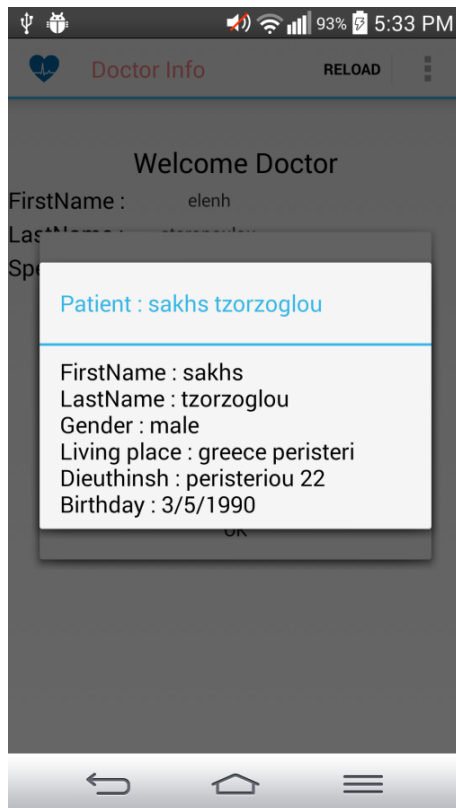 93% 5:33 PM
Doctor Info RELOAD
Welcome Doctor
FirstName : elenh
Patient : sakhs tzorzoglou
FirstName : sakhs
LastName : tzorzoglou
Gender : male
Living place : greece peristeri
Dieuthinsh : peristeriou 22
Birthday : 3/5/1990